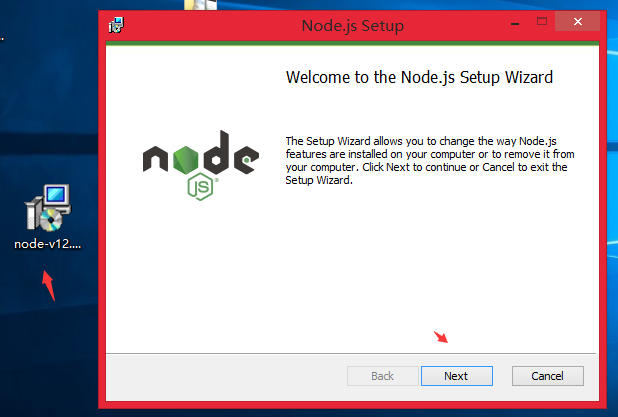 Node.js Setup
Welcome to the Node.js Setup Wizard
node
JS
The Setup Wizard allows you to change the way Node.js
features are installed on your computer or to remove it from
your computer. Click Next to continue or Cancel to exit the
Setup Wizard.
node-v12....
Back
Next
Cancel